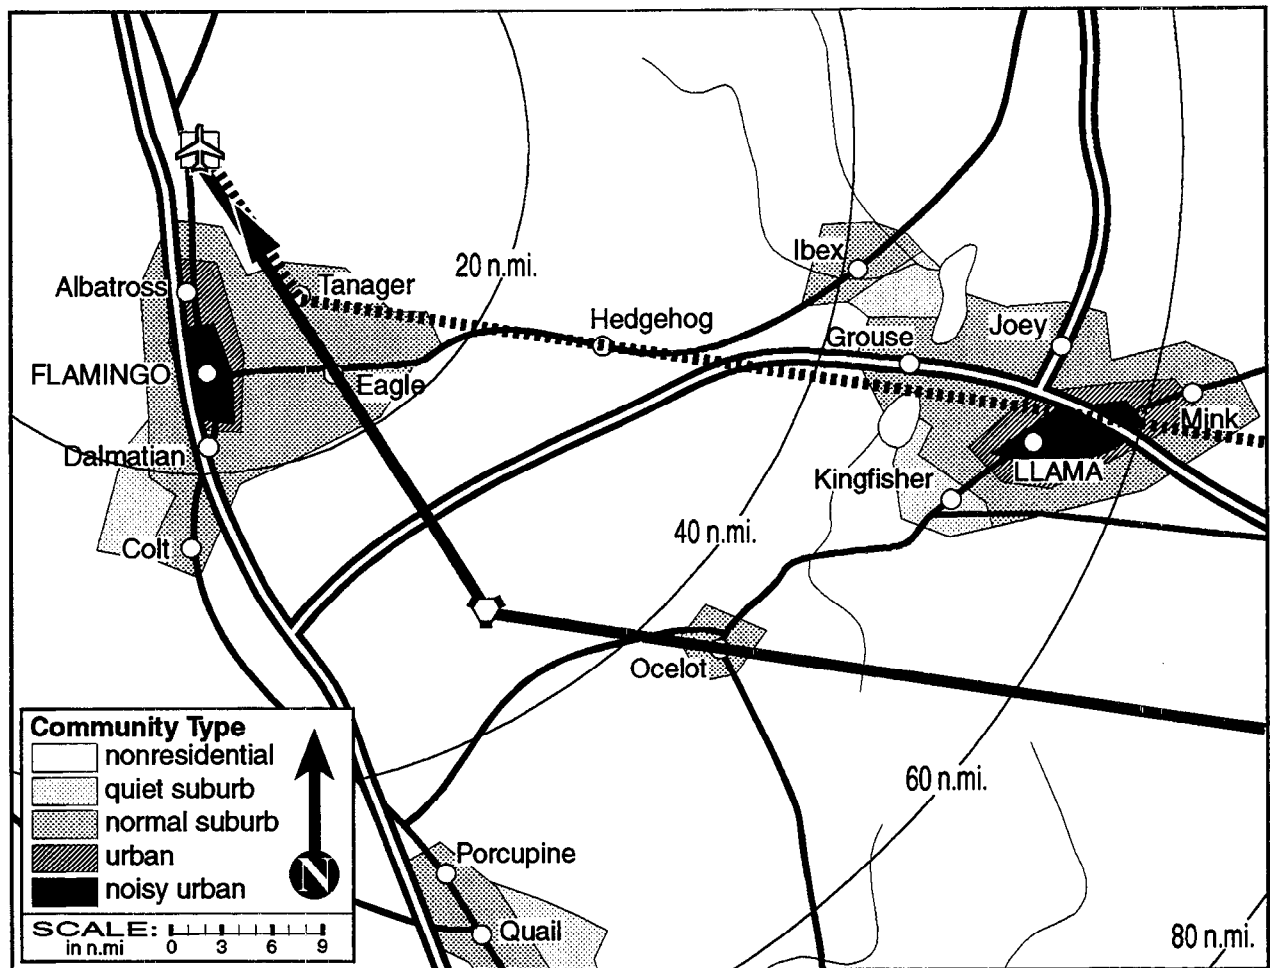 Ibex
20 n.mi.
Albatross
Tanager
Hedgehog
Grouse
Joey
FLAMINGO
Eagle
Mink
Dalmatian
Kingfisher
LLAMA
40 n.mi.
Colt
Ocelot
Community Type
nonresidential
quiet suburb
normal suburb
urban
noisy urban
N
SCALE:
in n.mi
0 3 6 9
60 n.mi.
Porcupine
Quail
80 n.mi.